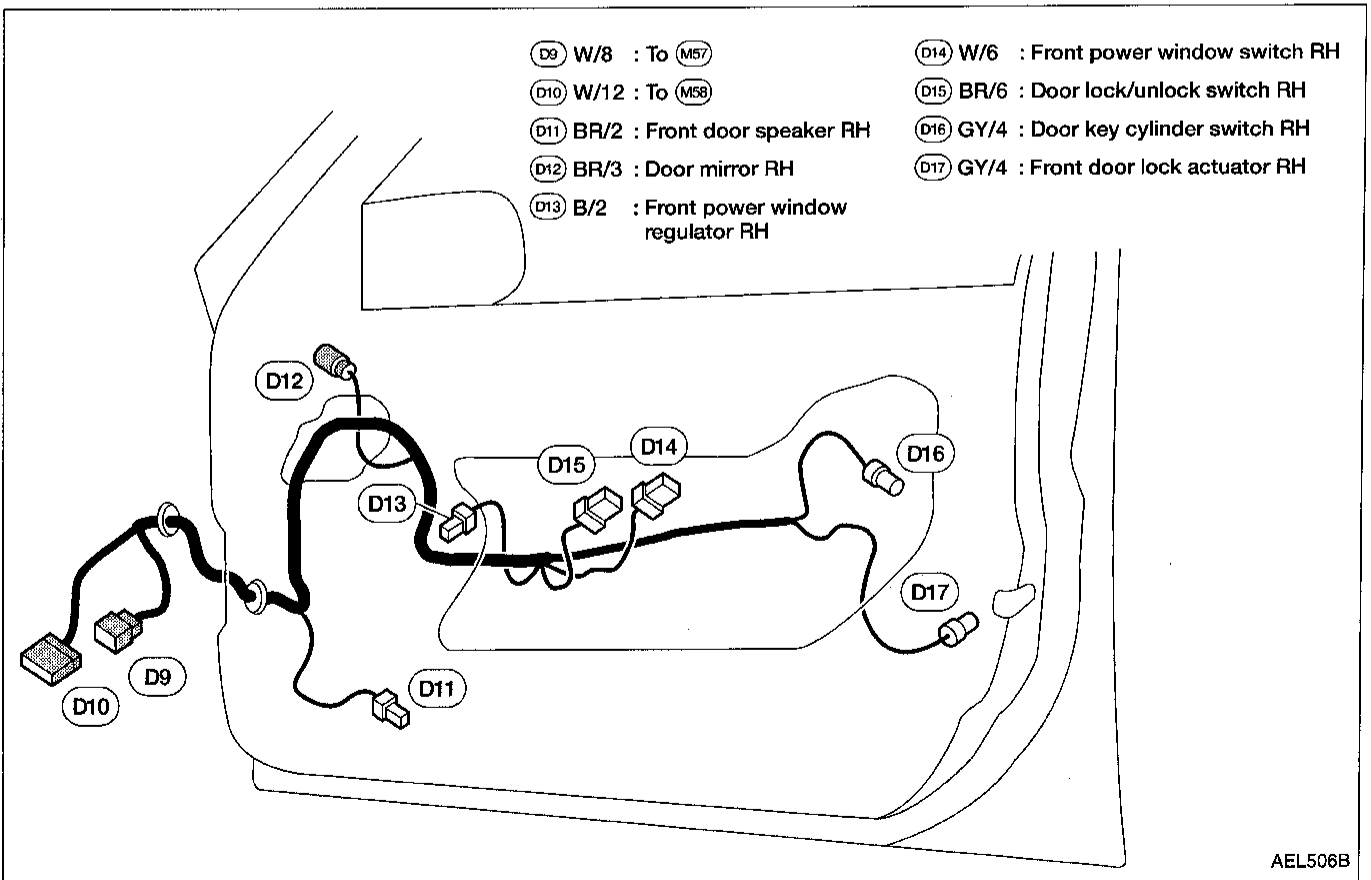 D9 W/8 : To M57
D10 W/12 : To M58
D11 BR/2 : Front door speaker RH
D12 BR/3 : Door mirror RH
D13 B/2 : Front power window
regulator RH
D14 W/6 : Front power window switch RH
D15 BR/6 : Door lock/unlock switch RH
D16 GY/4 : Door key cylinder switch RH
D17 GY/4 : Front door lock actuator RH
D12
D15
D14
D16
D13
D17
D9
D10
D11
AEL506B